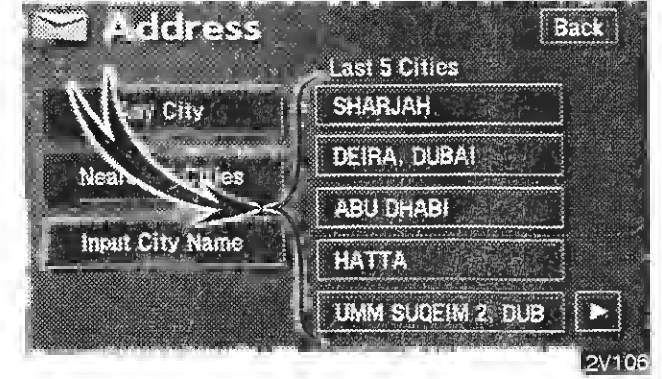 Address
Back
Last 5 Cities
City
SHARJAH
DEIRA, DUBAI
Cities
ABU DHABI
Input City Name
HATTA
UMM SUQEIM 2, DUB
2V106